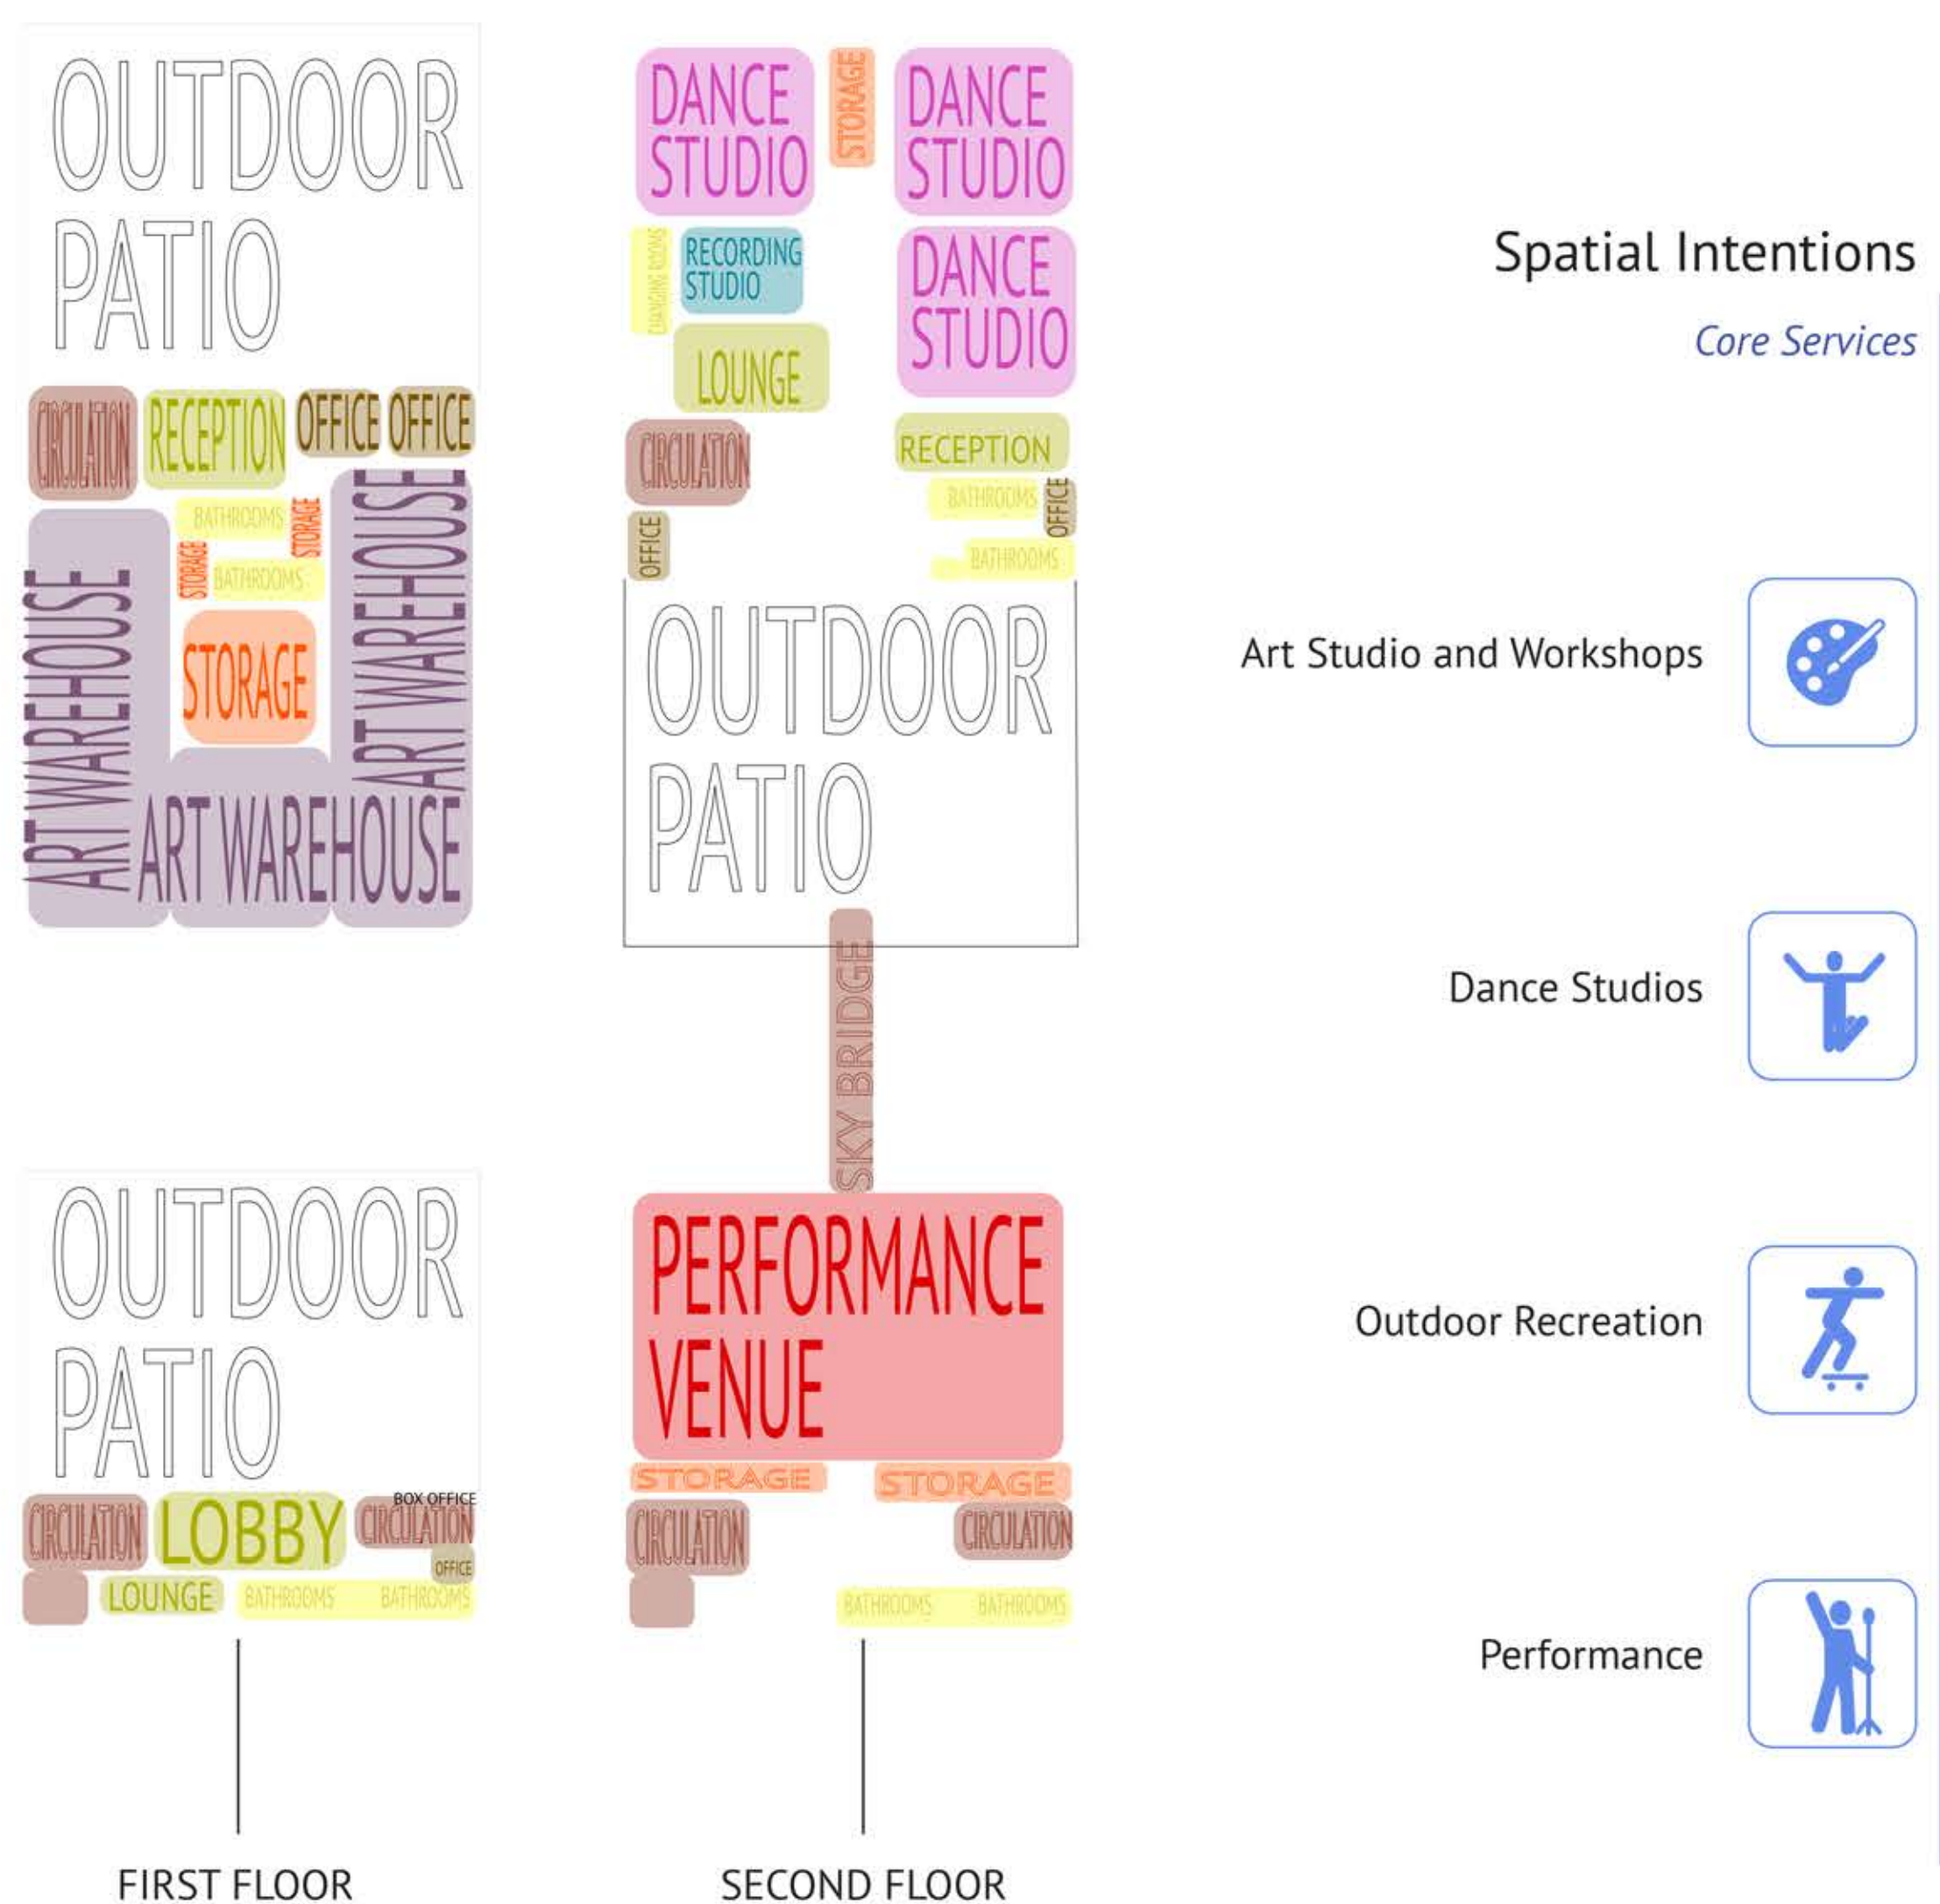 OUTDOOR
PATIO
CIRCULATION
RECEPTION
OFFICE
OFFICE
BATHROOMS
STORAGE
STORAGE
BATHROOMS
STORAGE
ART WAREHOUSE
ART WAREHOUSE
ART WAREHOUSE
OUTDOOR
PATIO
BOX OFFICE
CIRCULATION
LOBBY
CIRCULATION
OFFICE
LOUNGE
BATHROOMS
BATHROOMS
FIRST FLOOR
DANCE
STUDIO
STORAGE
DANCE
STUDIO
CHANGING ROOMS
RECORDING
STUDIO
DANCE
STUDIO
LOUNGE
CIRCULATION
RECEPTION
BATHROOMS
OFFICE
OFFICE
BATHROOMS
OUTDOOR
PATIO
SKY BRIDGE
PERFORMANCE
VENUE
STORAGE
STORAGE
CIRCULATION
CIRCULATION
BATHROOMS
BATHROOMS
SECOND FLOOR
Spatial Intentions
Core Services
Art Studio and Workshops
Dance Studios
Outdoor Recreation
Performance